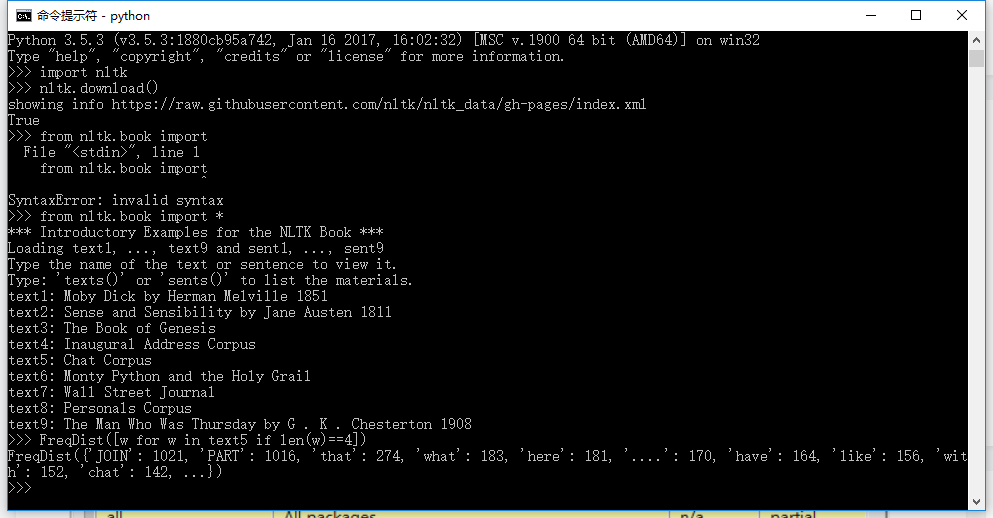 命令提示符 - python
Python 3.5.3 (v3.5.3:1880cb95a742, Jan 16 2017, 16:02:32) [MSC v.1900 64 bit (AMD64)] on win32
Type "help", "copyright", "credits" or "license" for more information.
>>> import nltk
>>> nltk.download()
showing info https://raw.githubusercontent.com/nltk/nltk_data/gh-pages/index.xml
True
>>> from nltk.book import
  File "<stdin>", line 1
    from nltk.book import
                        ^
SyntaxError: invalid syntax
>>> from nltk.book import *
*** Introductory Examples for the NLTK Book ***
Loading text1, ..., text9 and sent1, ..., sent9
Type the name of the text or sentence to view it.
Type: 'texts()' or 'sents()' to list the materials.
text1: Moby Dick by Herman Melville 1851
text2: Sense and Sensibility by Jane Austen 1811
text3: The Book of Genesis
text4: Inaugural Address Corpus
text5: Chat Corpus
text6: Monty Python and the Holy Grail
text7: Wall Street Journal
text8: Personals Corpus
text9: The Man Who Was Thursday by G . K . Chesterton 1908
>>> FreqDist([w for w in text5 if len(w)==4])
FreqDist({'JOIN': 1021, 'PART': 1016, 'that': 274, 'what': 183, 'here': 181, '....': 170, 'have': 164, 'like': 156, 'wit
h': 152, 'chat': 142, ...})
>>>
all All packages n/a partial